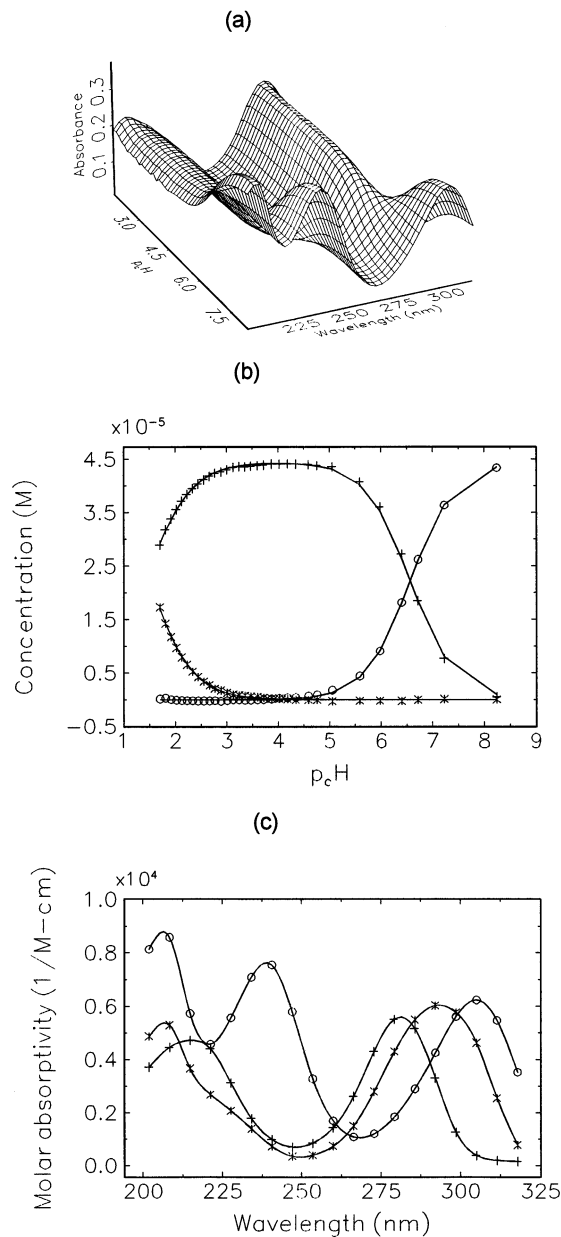 (a)
Absorbance
0.1 0.2 0.3
3.0 4.5 6.0 7.5
pcH
225 250 275 300
Wavelength (nm)
(b)
x10⁻⁵
4.5
3.5
2.5
1.5
0.5
−0.5
Concentration (M)
1 2 3 4 5 6 7 8 9
pcH
(c)
x10⁴
1.0
0.8
0.6
0.4
0.2
0.0
Molar absorptivity (1/M−cm)
200 225 250 275 300 325
Wavelength (nm)